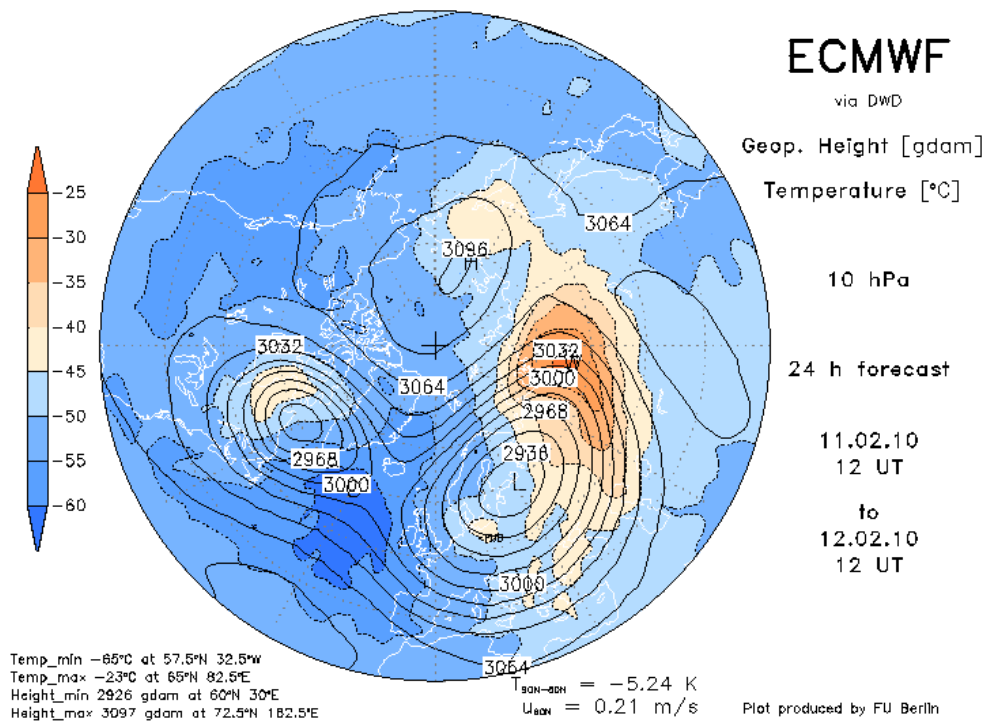 ECMWF
via DWD
Geop. Height [gdam]
Temperature [°C]
10 hPa
24 h forecast
11.02.10
12 UT
to
12.02.10
12 UT
-25
-30
-35
-40
-45
-50
-55
-60
3064
3096
H
3032
3032
W
3000
3064
2968
2936
2968
3000
C
L
3000
3064
Temp_min -65°C at 57.5°N 32.5°W
Temp_max -23°C at 65°N 82.5°E
Height_min 2926 gdam at 60°N 30°E
Height_max 3097 gdam at 72.5°N 182.5°E
T90N-60N = -5.24 K
u60N = 0.21 m/s
Plot produced by FU Berlin